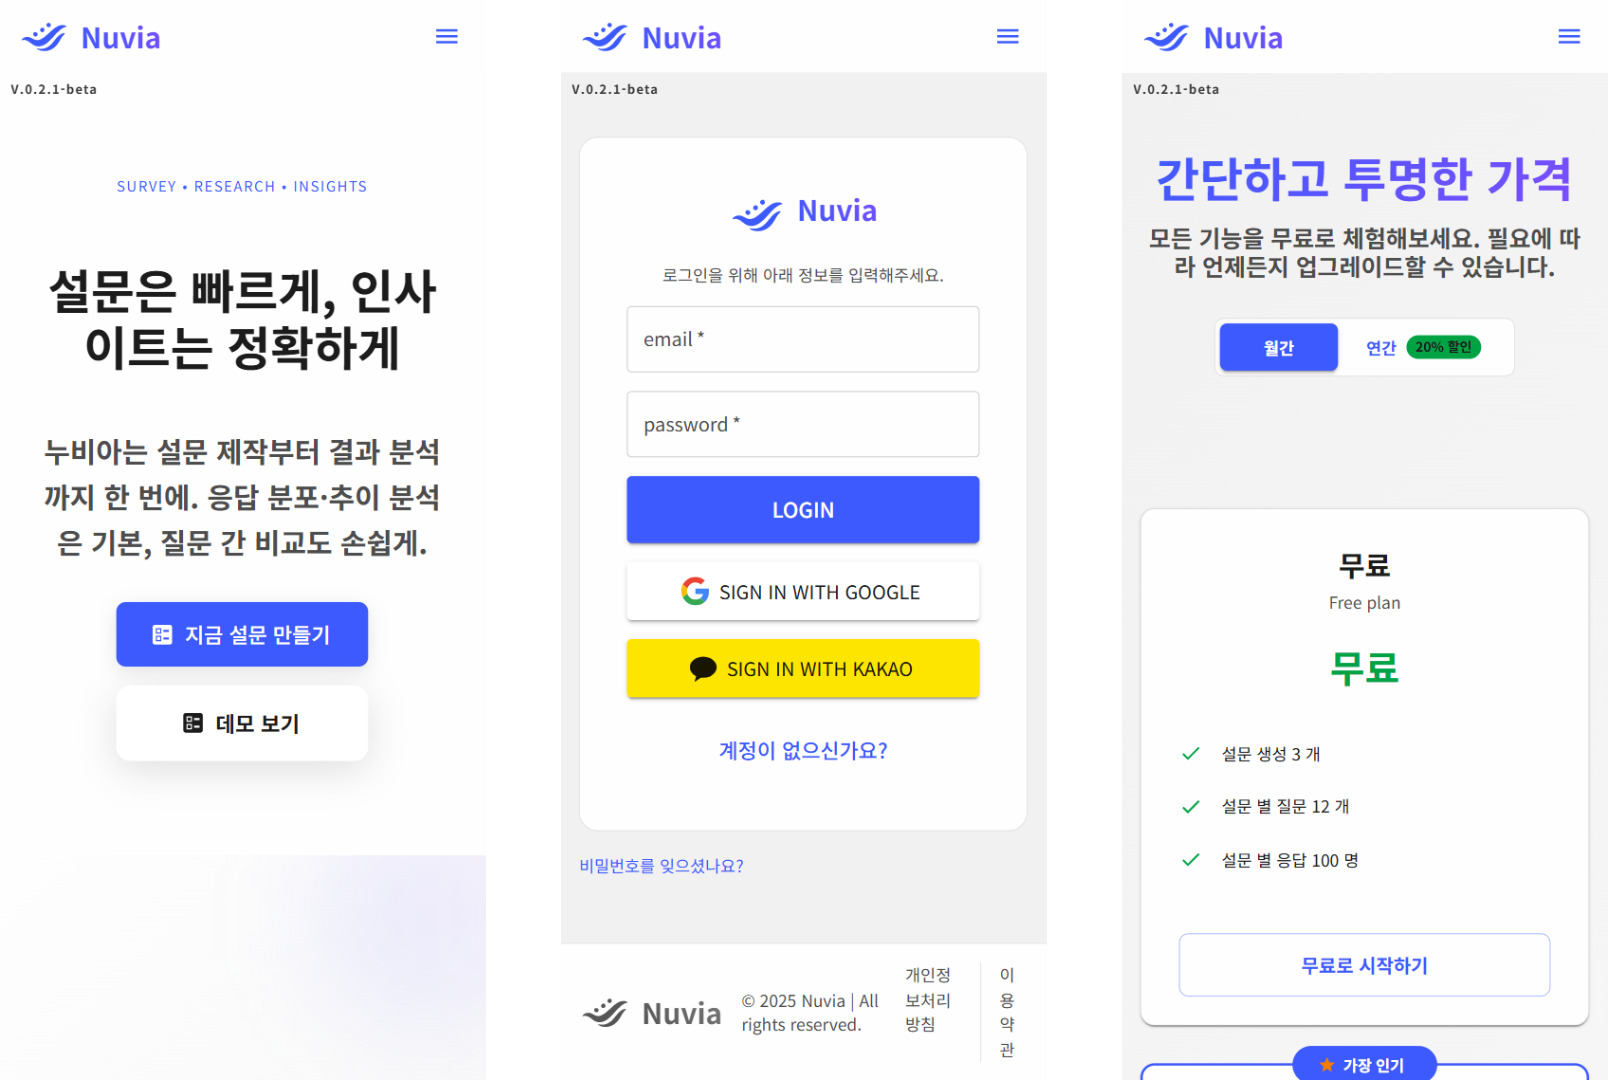 Nuvia
V.0.2.1-beta
SURVEY • RESEARCH • INSIGHTS
설문은 빠르게, 인사
이트는 정확하게
누비아는 설문 제작부터 결과 분석
까지 한 번에. 응답 분포·추이 분석
은 기본, 질문 간 비교도 손쉽게.
지금 설문 만들기
데모 보기
Nuvia
V.0.2.1-beta
Nuvia
로그인을 위해 아래 정보를 입력해주세요.
email *
password *
LOGIN
SIGN IN WITH GOOGLE
SIGN IN WITH KAKAO
계정이 없으신가요?
비밀번호를 잊으셨나요?
Nuvia
© 2025 Nuvia | All
rights reserved.
개인정
보처리
방침
이
용
약
관
Nuvia
V.0.2.1-beta
간단하고 투명한 가격
모든 기능을 무료로 체험해보세요. 필요에 따
라 언제든지 업그레이드할 수 있습니다.
월간
연간 20% 할인
무료
Free plan
무료
설문 생성 3 개
설문 별 질문 12 개
설문 별 응답 100 명
무료로 시작하기
가장 인기